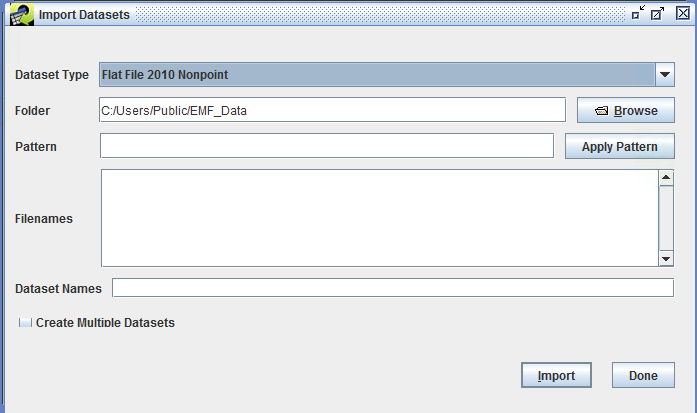 Import Datasets
Dataset Type Flat File 2010 Nonpoint
Folder C:/Users/Public/EMF_Data Browse
Pattern Apply Pattern
Filenames
Dataset Names
Create Multiple Datasets
Import Done